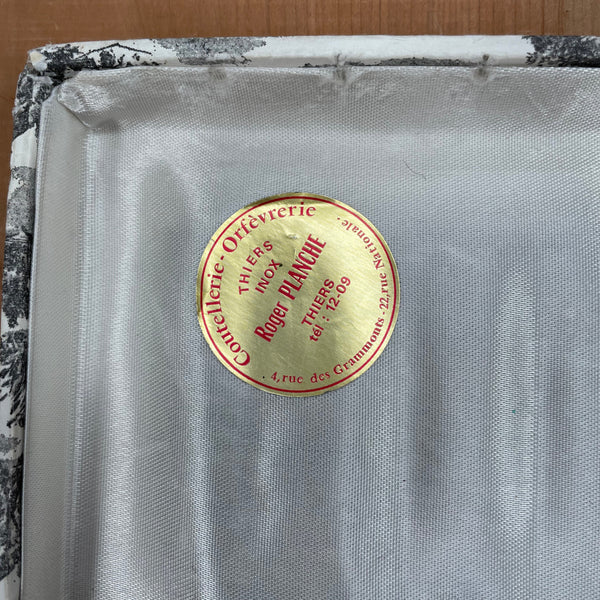 Coutellerie - Orfèvrerie
THIERS
INOX
Roger PLANCHE
THIERS
tél : 12-09
. 4, rue des Grammonts - 22, rue Nationale .